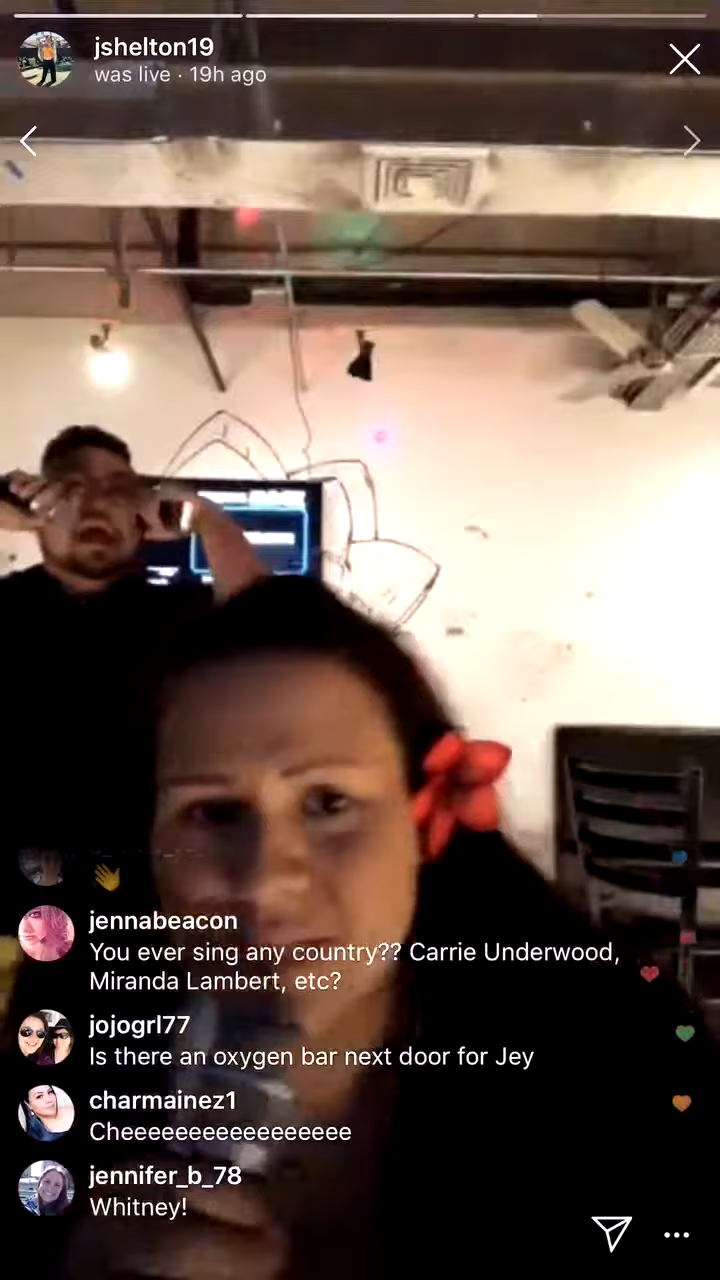 jshelton19
was live · 19h ago
jennabeacon
You ever sing any country?? Carrie Underwood,
Miranda Lambert, etc?
jojogrl77
Is there an oxygen bar next door for Jey
charmainez1
Cheeeeeeeeeeeeeeeee
jennifer_b_78
Whitney!